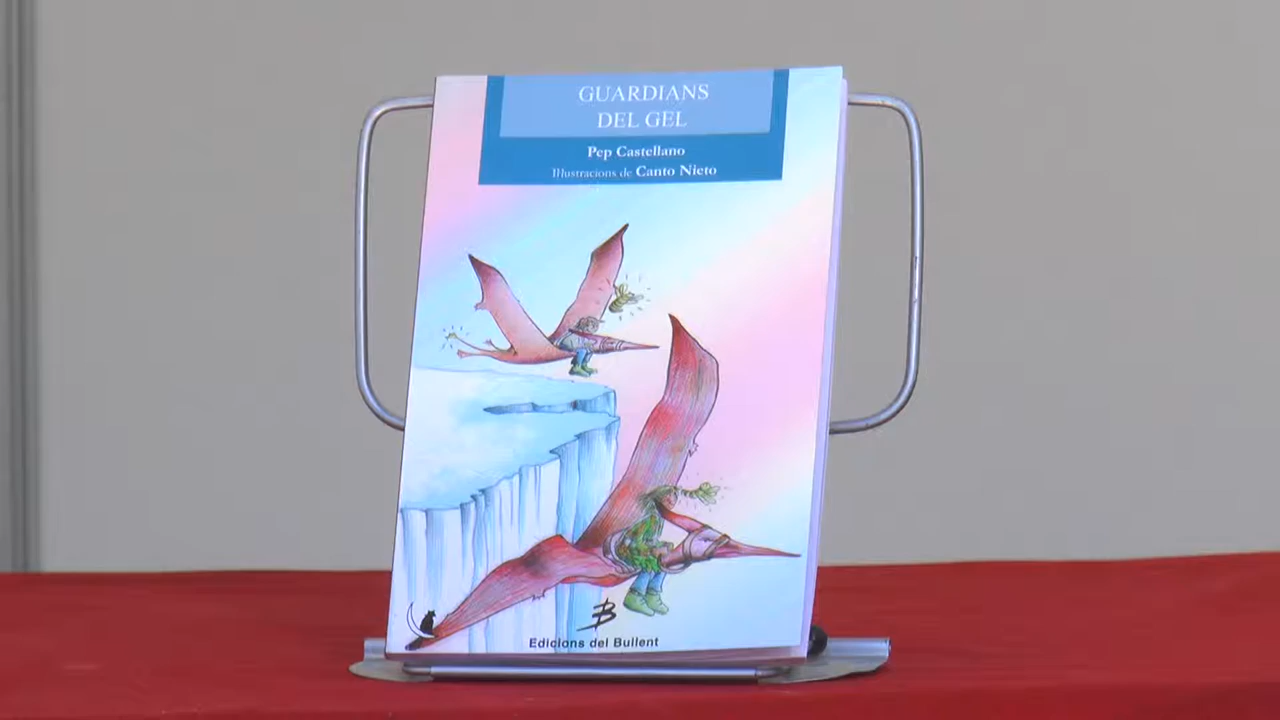 GUARDIANS
DEL GEL
Pep Castellano
Il·lustracions de Canto Nieto
Edicions del Bullent